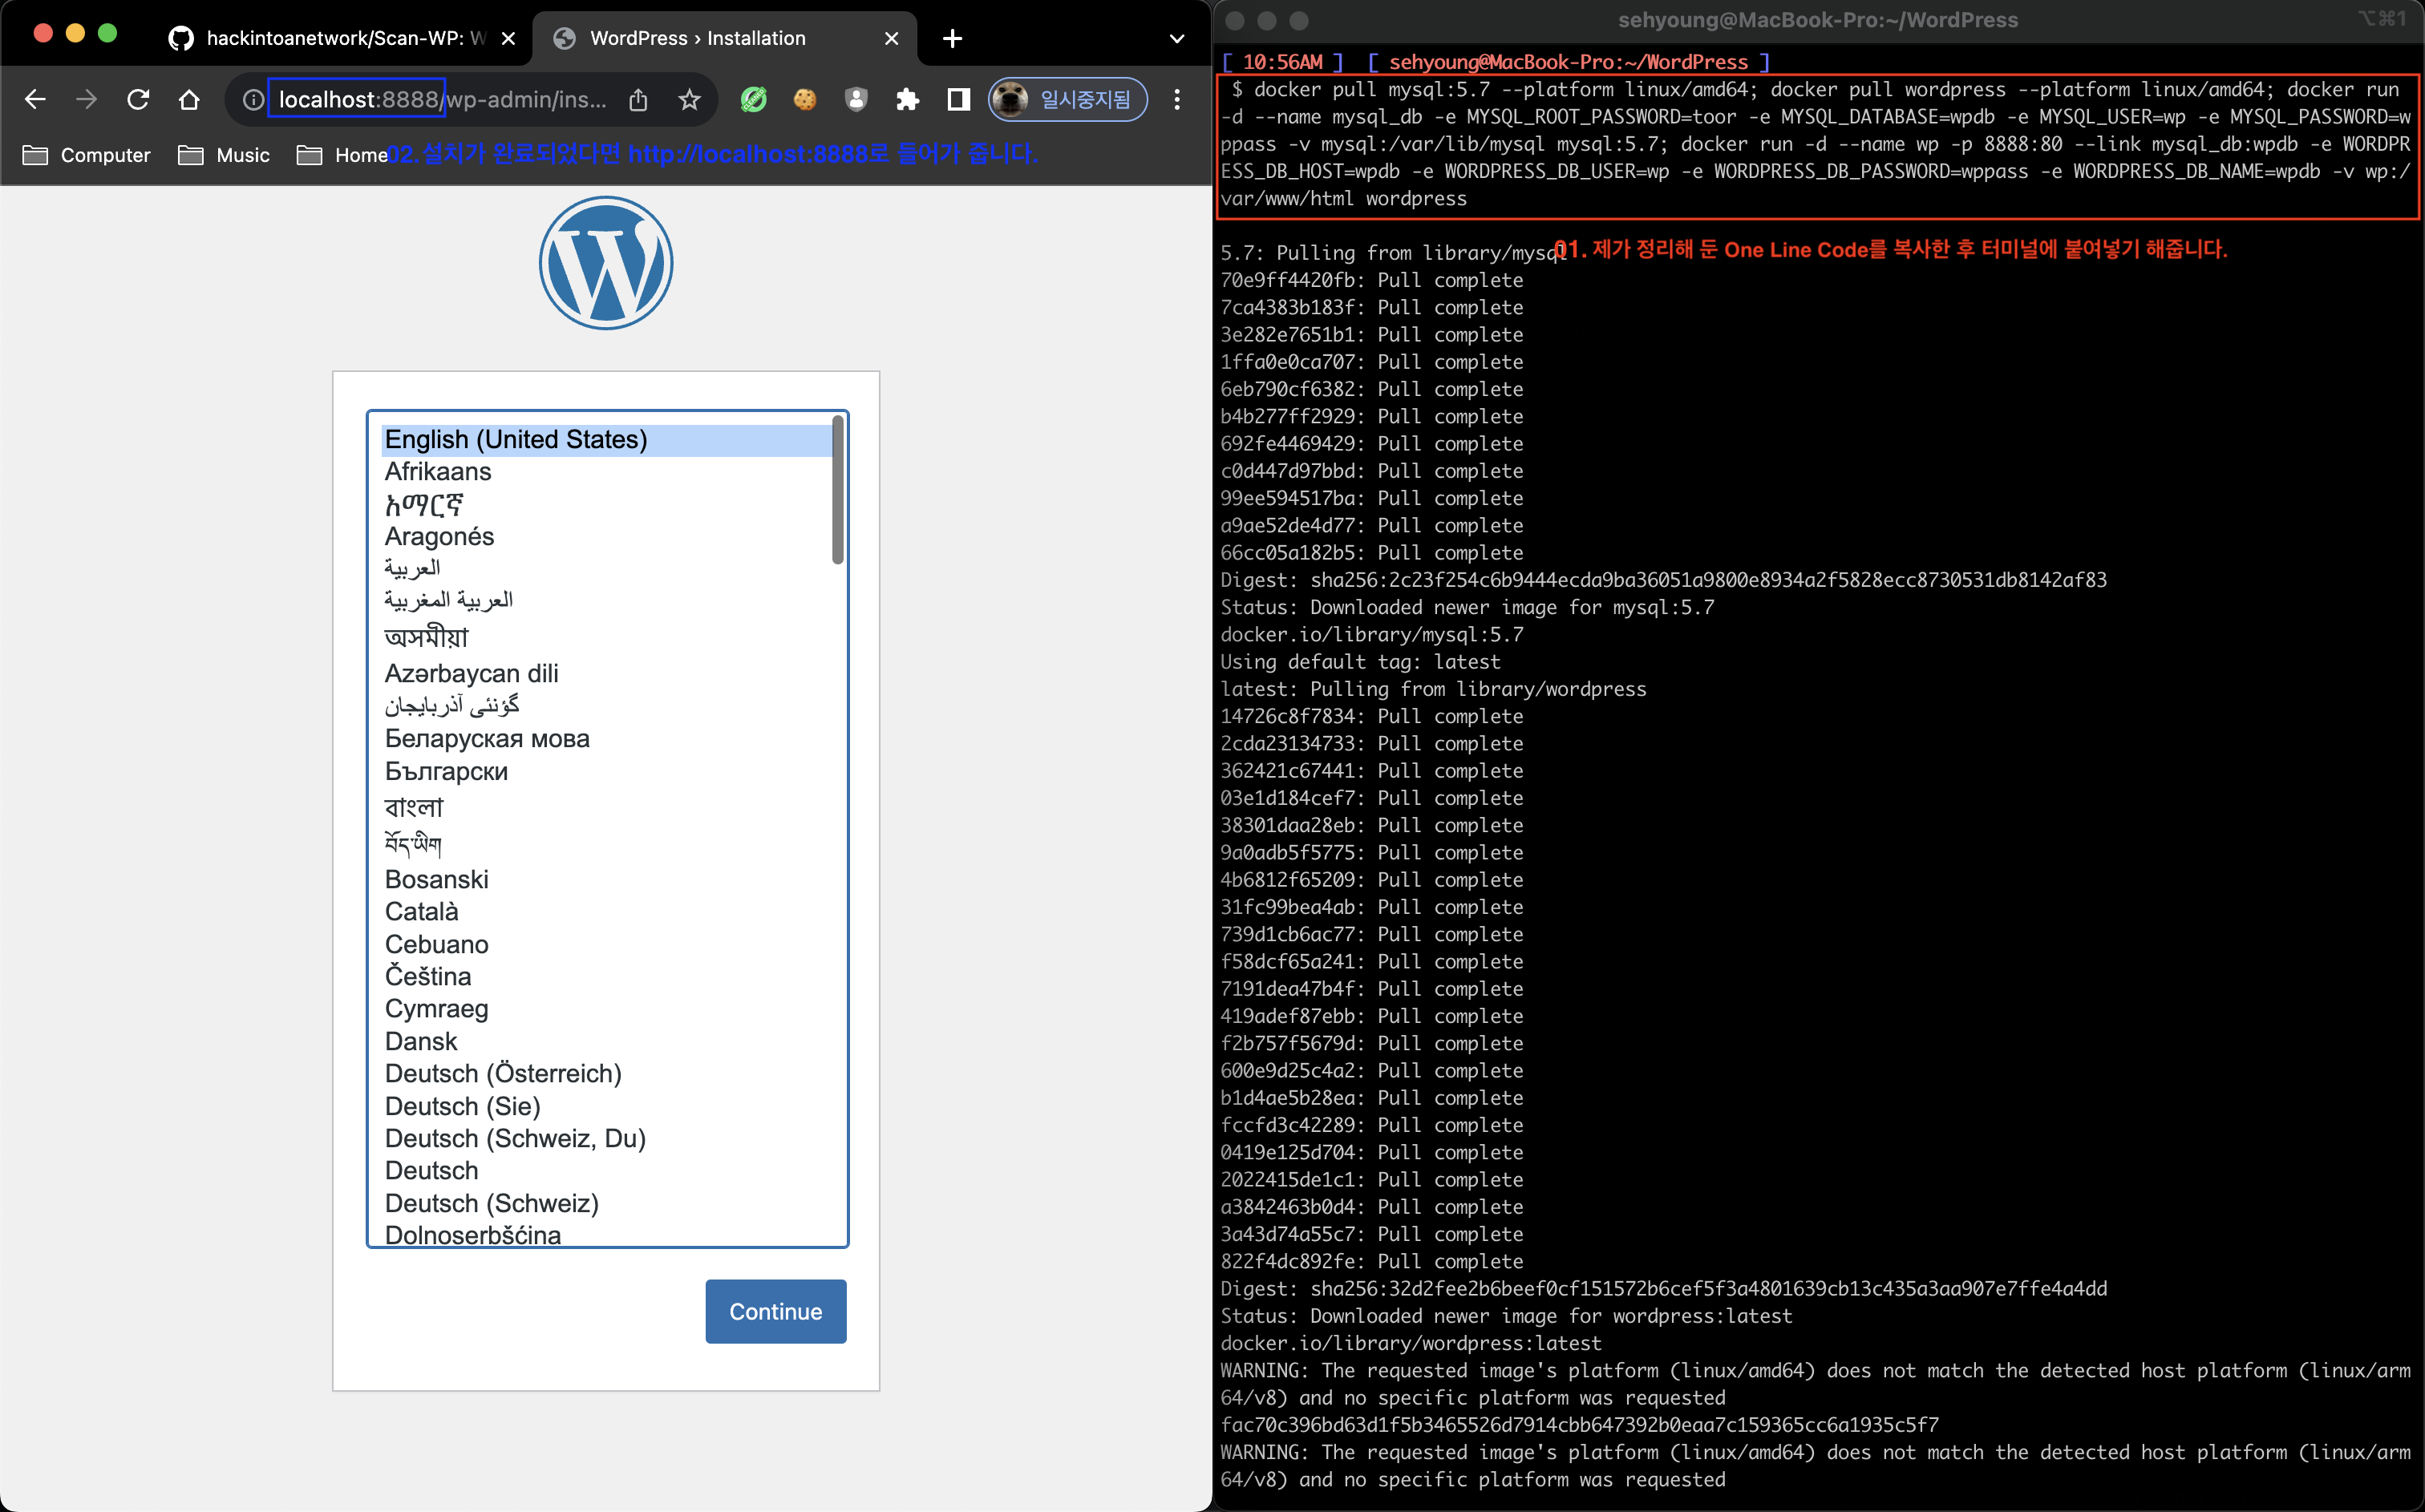 hackintoanetwork/Scan-WP: W
WordPress › Installation
localhost:8888/wp-admin/ins...
일시중지됨
Computer
Music
Home
02.설치가 완료되었다면 http://localhost:8888로 들어가 줍니다.
English (United States)
Afrikaans
አማርኛ
Aragonés
العربية
العربية المغربية
অসমীয়া
Azərbaycan dili
گؤنئی آذربایجان
Беларуская мова
Български
বাংলা
བོད་ཡིག
Bosanski
Català
Cebuano
Čeština
Cymraeg
Dansk
Deutsch (Österreich)
Deutsch (Sie)
Deutsch (Schweiz, Du)
Deutsch
Deutsch (Schweiz)
Dolnoserbšćina
Continue
sehyoung@MacBook-Pro:~/WordPress
⌥⌘1
[ 10:56AM ] [ sehyoung@MacBook-Pro:~/WordPress ]
$ docker pull mysql:5.7 --platform linux/amd64; docker pull wordpress --platform linux/amd64; docker run
-d --name mysql_db -e MYSQL_ROOT_PASSWORD=toor -e MYSQL_DATABASE=wpdb -e MYSQL_USER=wp -e MYSQL_PASSWORD=w
ppass -v mysql:/var/lib/mysql mysql:5.7; docker run -d --name wp -p 8888:80 --link mysql_db:wpdb -e WORDPR
ESS_DB_HOST=wpdb -e WORDPRESS_DB_USER=wp -e WORDPRESS_DB_PASSWORD=wppass -e WORDPRESS_DB_NAME=wpdb -v wp:/
var/www/html wordpress
5.7: Pulling from library/mysql
01. 제가 정리해 둔 One Line Code를 복사한 후 터미널에 붙여넣기 해줍니다.
70e9ff4420fb: Pull complete
7ca4383b183f: Pull complete
3e282e7651b1: Pull complete
1ffa0e0ca707: Pull complete
6eb790cf6382: Pull complete
b4b277ff2929: Pull complete
692fe4469429: Pull complete
c0d447d97bbd: Pull complete
99ee594517ba: Pull complete
a9ae52de4d77: Pull complete
66cc05a182b5: Pull complete
Digest: sha256:2c23f254c6b9444ecda9ba36051a9800e8934a2f5828ecc8730531db8142af83
Status: Downloaded newer image for mysql:5.7
docker.io/library/mysql:5.7
Using default tag: latest
latest: Pulling from library/wordpress
14726c8f7834: Pull complete
2cda23134733: Pull complete
362421c67441: Pull complete
03e1d184cef7: Pull complete
38301daa28eb: Pull complete
9a0adb5f5775: Pull complete
4b6812f65209: Pull complete
31fc99bea4ab: Pull complete
739d1cb6ac77: Pull complete
f58dcf65a241: Pull complete
7191dea47b4f: Pull complete
419adef87ebb: Pull complete
f2b757f5679d: Pull complete
600e9d25c4a2: Pull complete
b1d4ae5b28ea: Pull complete
fccfd3c42289: Pull complete
0419e125d704: Pull complete
2022415de1c1: Pull complete
a3842463b0d4: Pull complete
3a43d74a55c7: Pull complete
822f4dc892fe: Pull complete
Digest: sha256:32d2fee2b6beef0cf151572b6cef5f3a4801639cb13c435a3aa907e7ffe4a4dd
Status: Downloaded newer image for wordpress:latest
docker.io/library/wordpress:latest
WARNING: The requested image's platform (linux/amd64) does not match the detected host platform (linux/arm
64/v8) and no specific platform was requested
fac70c396bd63d1f5b3465526d7914cbb647392b0eaa7c159365cc6a1935c5f7
WARNING: The requested image's platform (linux/amd64) does not match the detected host platform (linux/arm
64/v8) and no specific platform was requested